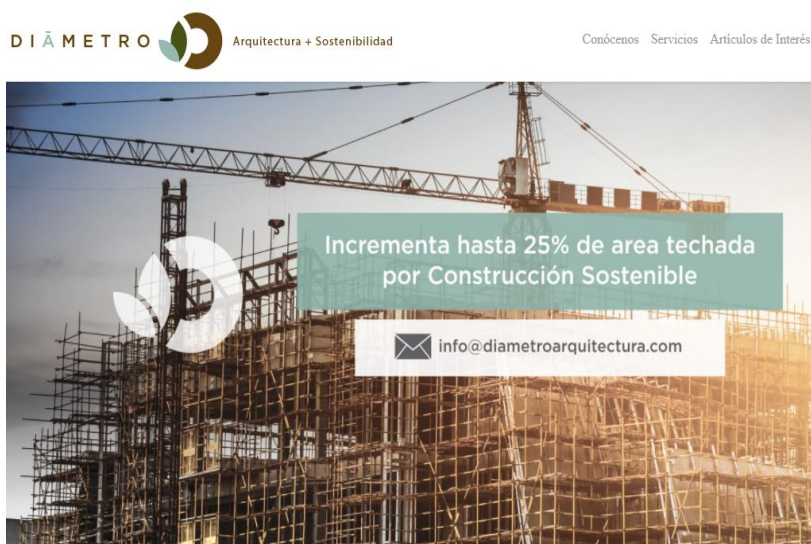 DIĀMETRO
Arquitectura + Sostenibilidad
Conócenos Servicios Artículos de Interés
Incrementa hasta 25% de area techada
por Construcción Sostenible
info@diametroarquitectura.com